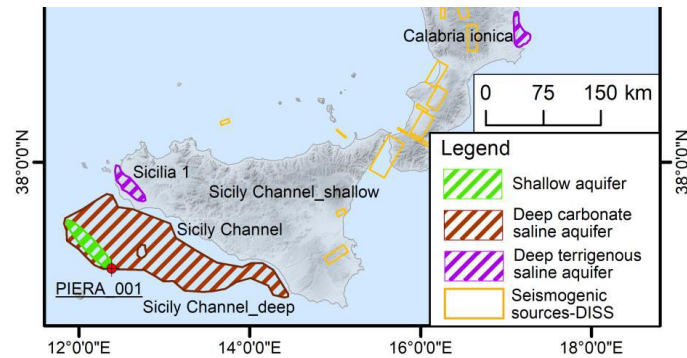 Calabria ionica
0 75 150 km
38°0'0"N
38°0'0"N
Legend
Shallow aquifer
Deep carbonate
saline aquifer
Deep terrigenous
saline aquifer
Seismogenic
sources-DISS
Sicilia 1
Sicily Channel_shallow
Sicily Channel
PIERA_001
Sicily Channel_deep
12°0'0"E
14°0'0"E
16°0'0"E
18°0'0"E